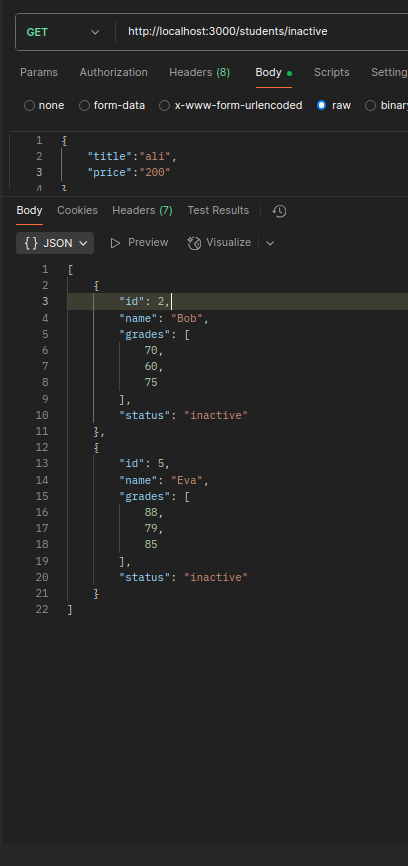 GET http://localhost:3000/students/inactive
Params Authorization Headers (8) Body Scripts
none form-data x-www-form-urlencoded raw
1 {
2 "title":"ali",
3 "price":"200"
4 }
Body Cookies Headers (7) Test Results
{} JSON Preview Visualize
1 [
2 {
3 "id": 2,
4 "name": "Bob",
5 "grades": [
6 70,
7 60,
8 75
9 ],
10 "status": "inactive"
11 },
12 {
13 "id": 5,
14 "name": "Eva",
15 "grades": [
16 88,
17 79,
18 85
19 ],
20 "status": "inactive"
21 }
22 ]